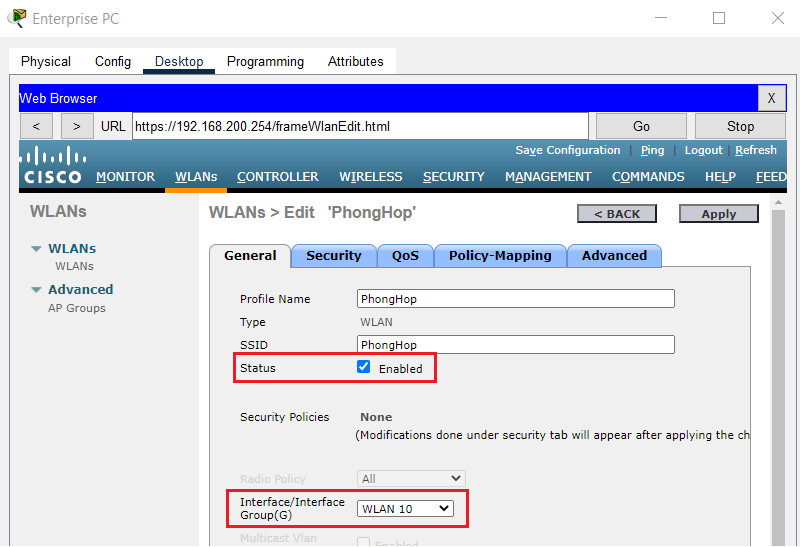 Enterprise PC
Physical Config Desktop Programming Attributes
Web Browser X
< > URL https://192.168.200.254/frameWlanEdit.html Go Stop
Save Configuration | Ping | Logout | Refresh
CISCO MONITOR WLANs CONTROLLER WIRELESS SECURITY MANAGEMENT COMMANDS HELP FEED
WLANs
WLANs
WLANs
Advanced
AP Groups
WLANs > Edit 'PhongHop' < BACK Apply
General Security QoS Policy-Mapping Advanced
Profile Name PhongHop
Type WLAN
SSID PhongHop
Status Enabled
Security Policies None
(Modifications done under security tab will appear after applying the ch
Radio Policy All
Interface/Interface
Group(G) WLAN 10
Multicast Vlan
Enabled